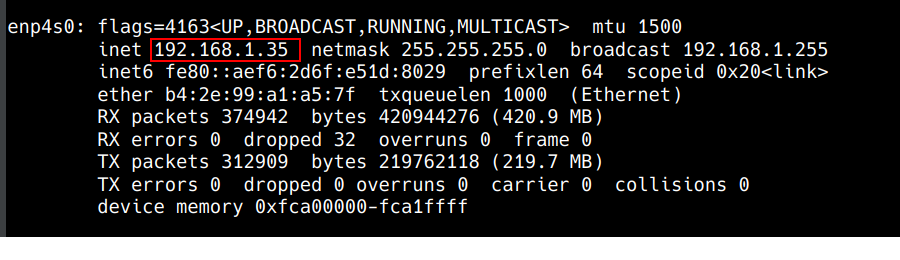 enp4s0: flags=4163<UP,BROADCAST,RUNNING,MULTICAST>  mtu 1500
inet 192.168.1.35  netmask 255.255.255.0  broadcast 192.168.1.255
inet6 fe80::aef6:2d6f:e51d:8029  prefixlen 64  scopeid 0x20<link>
ether b4:2e:99:a1:a5:7f  txqueuelen 1000  (Ethernet)
RX packets 374942  bytes 420944276 (420.9 MB)
RX errors 0  dropped 32  overruns 0  frame 0
TX packets 312909  bytes 219762118 (219.7 MB)
TX errors 0  dropped 0 overruns 0  carrier 0  collisions 0
device memory 0xfca00000-fca1ffff